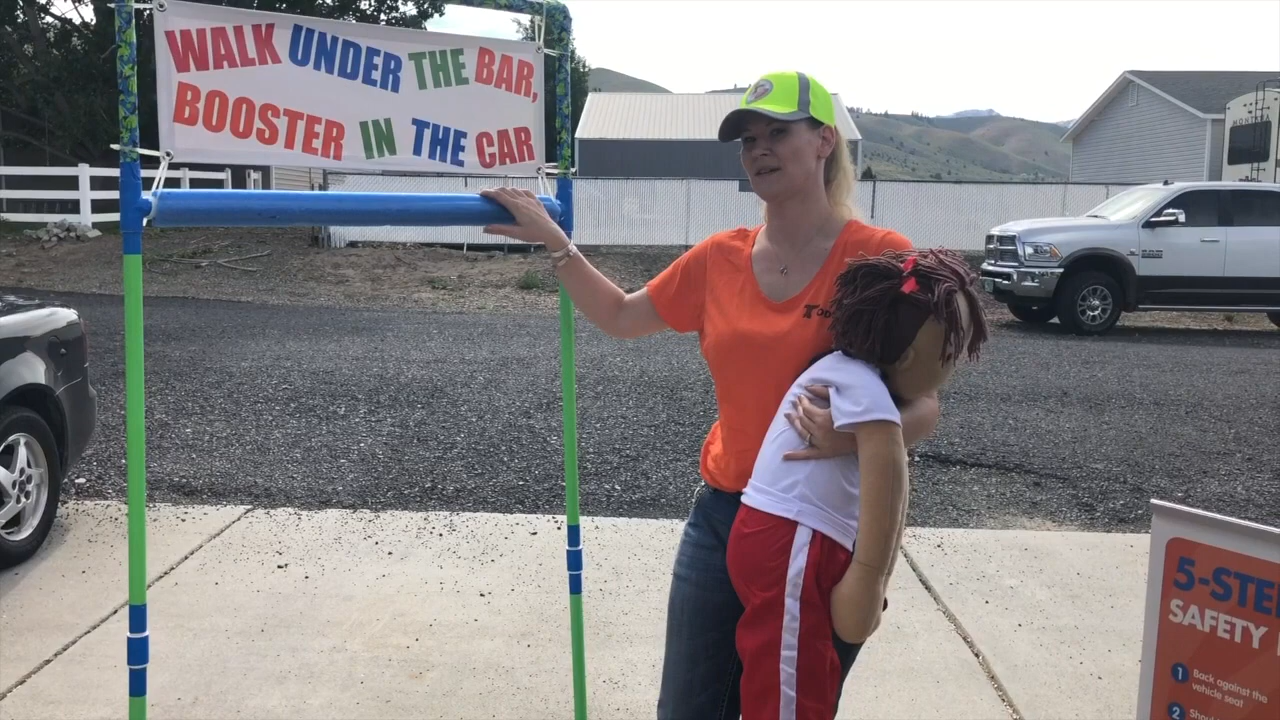 WALK UNDER THE BAR,
BOOSTER IN THE CAR
5-STE
SAFETY
1 Back against the
vehicle seat
2